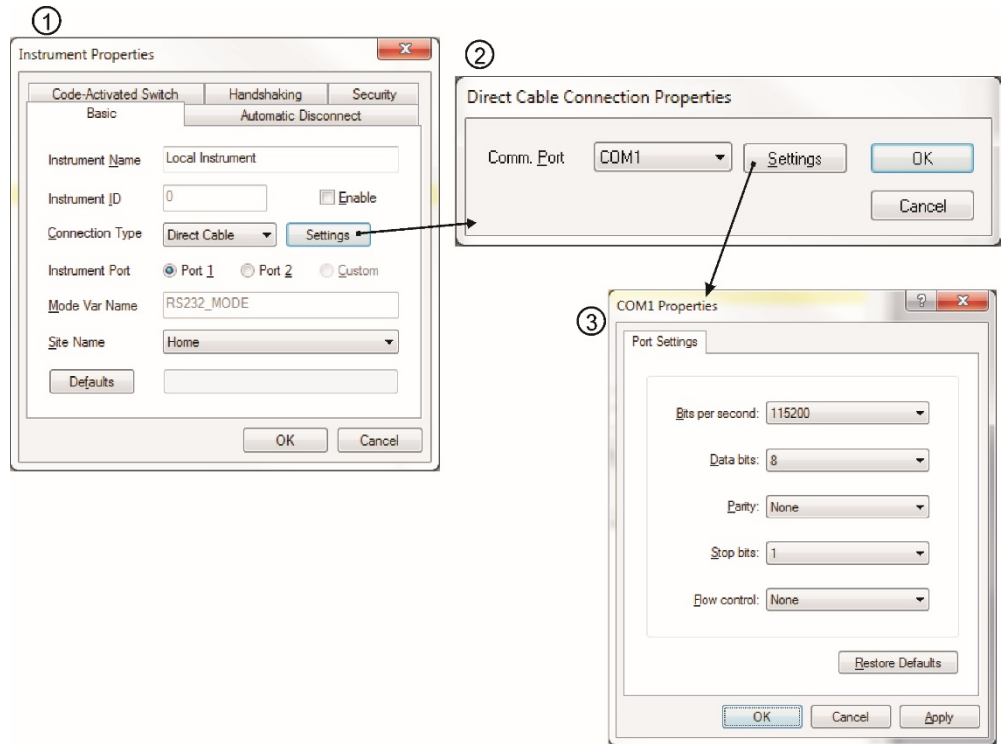 1
Instrument Properties
Code-Activated Switch Handshaking Security
Basic Automatic Disconnect
Instrument Name Local Instrument
Instrument ID 0 Enable
Connection Type Direct Cable Settings
Instrument Port Port 1 Port 2 Custom
Mode Var Name RS232_MODE
Site Name Home
Defaults
OK Cancel
2
Direct Cable Connection Properties
Comm. Port COM1 Settings OK
Cancel
3
COM1 Properties ?
Port Settings
Bits per second: 115200
Data bits: 8
Parity: None
Stop bits: 1
Flow control: None
Restore Defaults
OK Cancel Apply